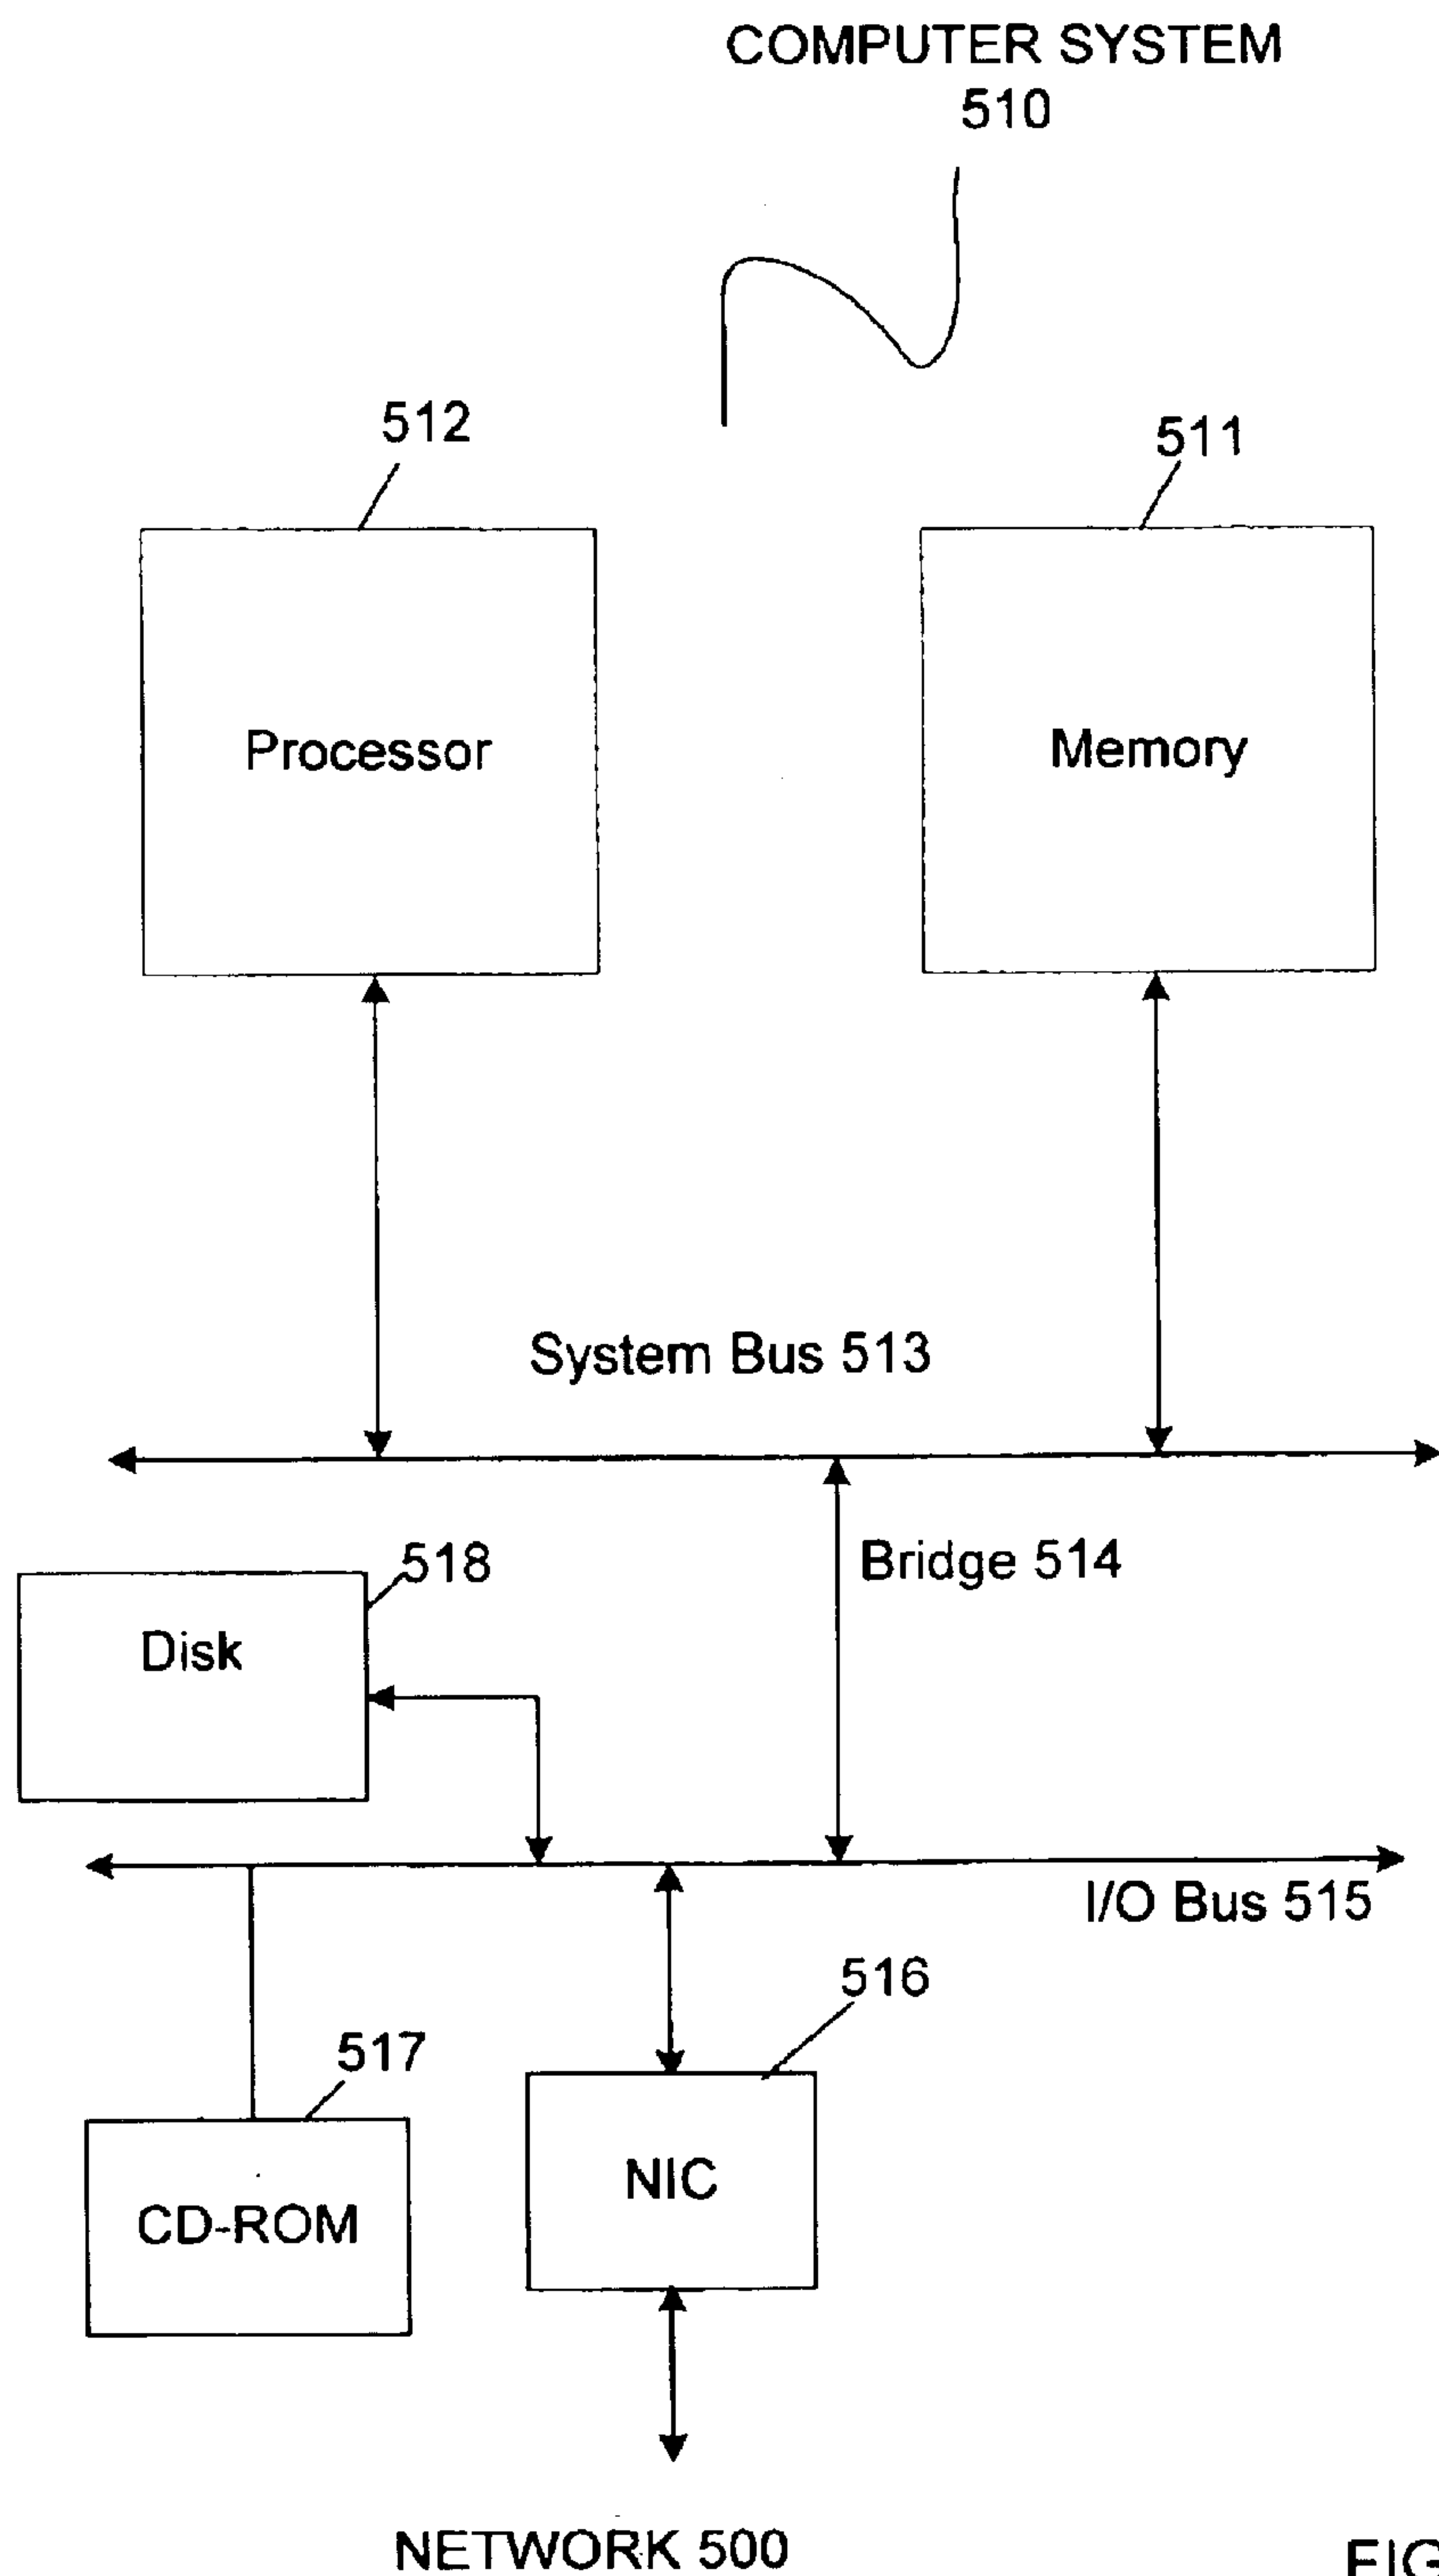 COMPUTER SYSTEM
510
512
511
Processor
Memory
System Bus 513
518
Bridge 514
Disk
I/O Bus 515
516
517
NIC
CD-ROM
NETWORK 500
FIG